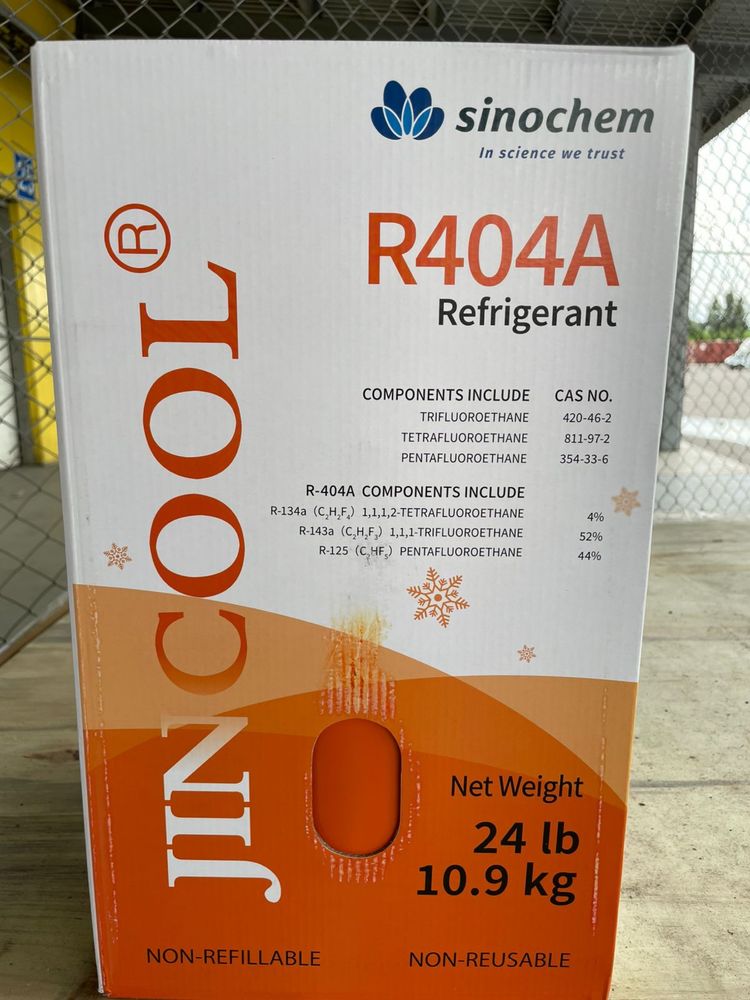 sinochem
In science we trust
JINCOOL®
R404A
Refrigerant
COMPONENTS INCLUDE CAS NO.
TRIFLUOROETHANE 420-46-2
TETRAFLUOROETHANE 811-97-2
PENTAFLUOROETHANE 354-33-6
R-404A COMPONENTS INCLUDE
R-134a (C₂H₂F₄) 1,1,1,2-TETRAFLUOROETHANE 4%
R-143a (C₂H₃F₃) 1,1,1-TRIFLUOROETHANE 52%
R-125 (C₂HF₅) PENTAFLUOROETHANE 44%
Net Weight
24 lb
10.9 kg
NON-REFILLABLE NON-REUSABLE